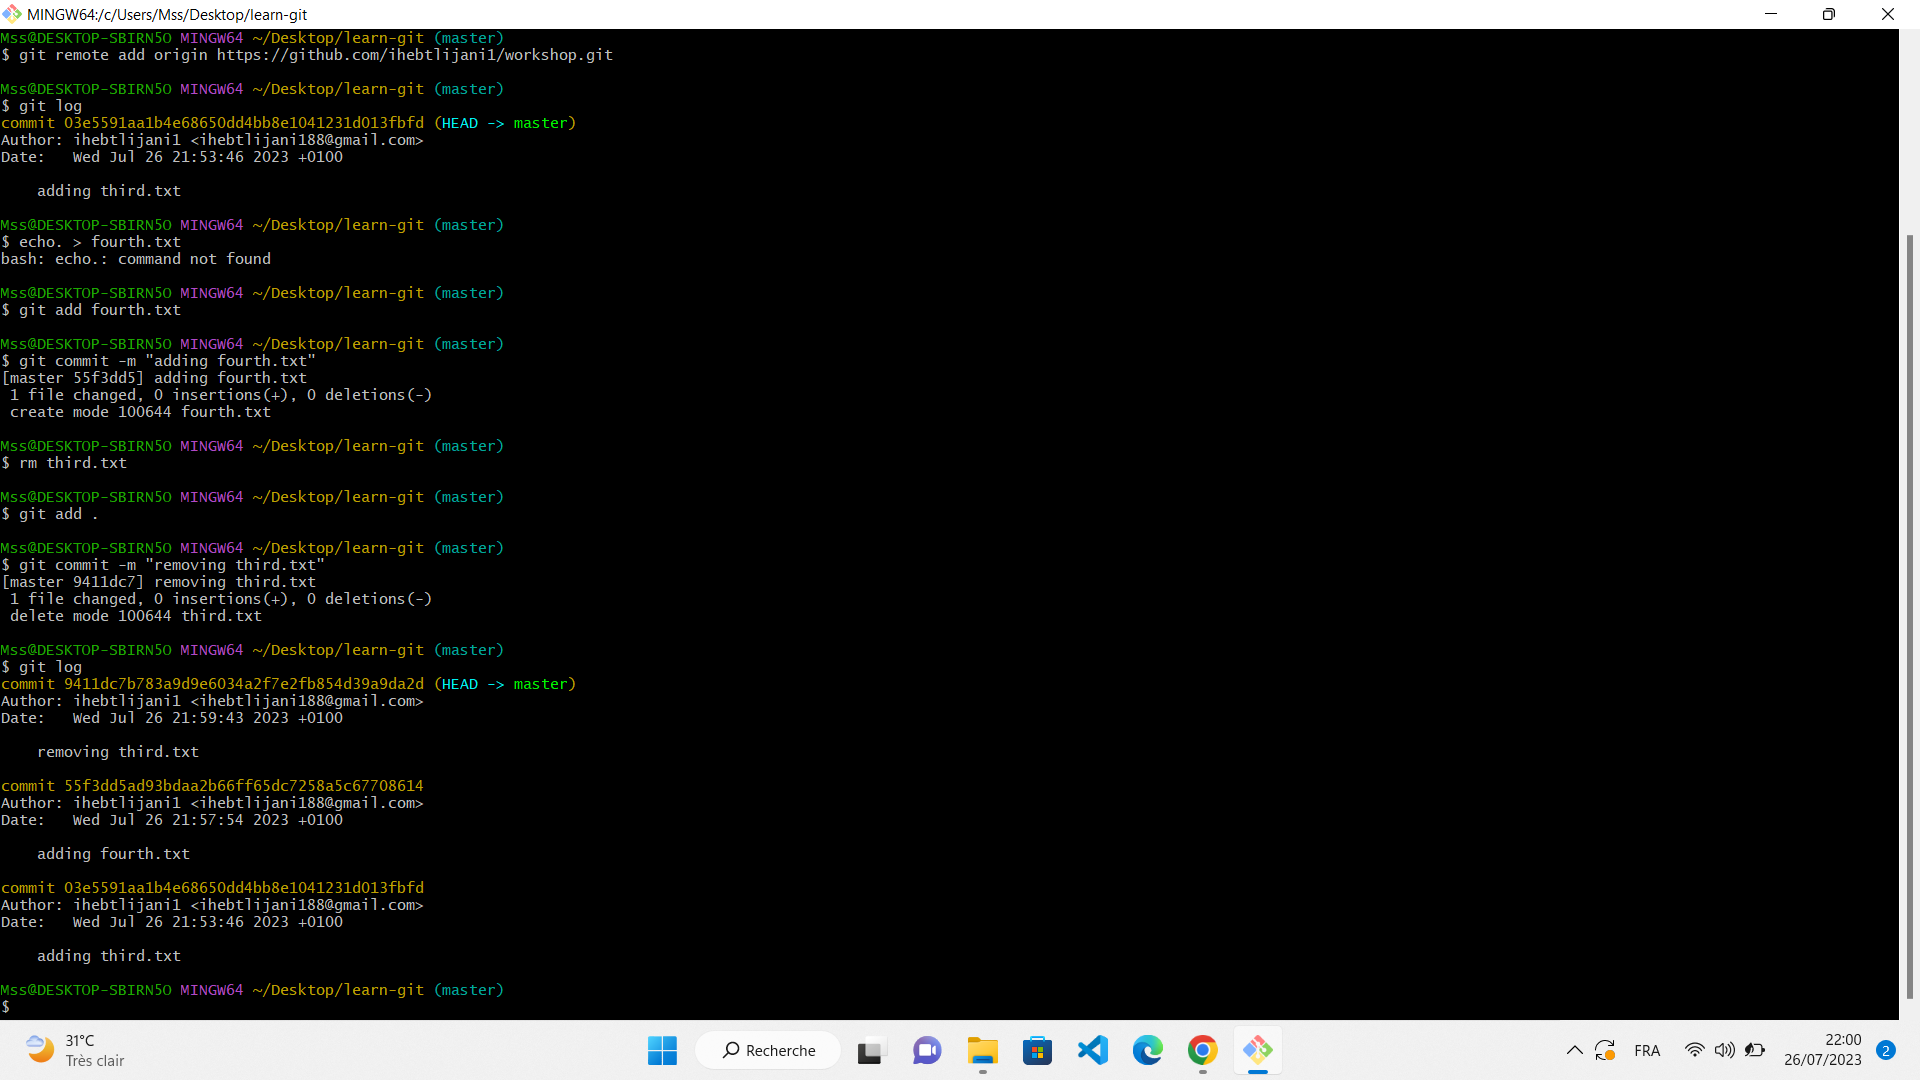 MINGW64:/c/Users/Mss/Desktop/learn-git
Mss@DESKTOP-SBIRN5O MINGW64 ~/Desktop/learn-git (master)
$ git remote add origin https://github.com/ihebtlijani1/workshop.git
Mss@DESKTOP-SBIRN5O MINGW64 ~/Desktop/learn-git (master)
$ git log
commit 03e5591aa1b4e68650dd4bb8e1041231d013fbfd (HEAD -> master)
Author: ihebtlijani1 <ihebtlijani188@gmail.com>
Date:   Wed Jul 26 21:53:46 2023 +0100
    adding third.txt
Mss@DESKTOP-SBIRN5O MINGW64 ~/Desktop/learn-git (master)
$ echo. > fourth.txt
bash: echo.: command not found
Mss@DESKTOP-SBIRN5O MINGW64 ~/Desktop/learn-git (master)
$ git add fourth.txt
Mss@DESKTOP-SBIRN5O MINGW64 ~/Desktop/learn-git (master)
$ git commit -m "adding fourth.txt"
[master 55f3dd5] adding fourth.txt
 1 file changed, 0 insertions(+), 0 deletions(-)
 create mode 100644 fourth.txt
Mss@DESKTOP-SBIRN5O MINGW64 ~/Desktop/learn-git (master)
$ rm third.txt
Mss@DESKTOP-SBIRN5O MINGW64 ~/Desktop/learn-git (master)
$ git add .
Mss@DESKTOP-SBIRN5O MINGW64 ~/Desktop/learn-git (master)
$ git commit -m "removing third.txt"
[master 9411dc7] removing third.txt
 1 file changed, 0 insertions(+), 0 deletions(-)
 delete mode 100644 third.txt
Mss@DESKTOP-SBIRN5O MINGW64 ~/Desktop/learn-git (master)
$ git log
commit 9411dc7b783a9d9e6034a2f7e2fb854d39a9da2d (HEAD -> master)
Author: ihebtlijani1 <ihebtlijani188@gmail.com>
Date:   Wed Jul 26 21:59:43 2023 +0100
    removing third.txt
commit 55f3dd5ad93bdaa2b66ff65dc7258a5c67708614
Author: ihebtlijani1 <ihebtlijani188@gmail.com>
Date:   Wed Jul 26 21:57:54 2023 +0100
    adding fourth.txt
commit 03e5591aa1b4e68650dd4bb8e1041231d013fbfd
Author: ihebtlijani1 <ihebtlijani188@gmail.com>
Date:   Wed Jul 26 21:53:46 2023 +0100
    adding third.txt
Mss@DESKTOP-SBIRN5O MINGW64 ~/Desktop/learn-git (master)
$
31°C
Très clair
Recherche
FRA
22:00
26/07/2023
2